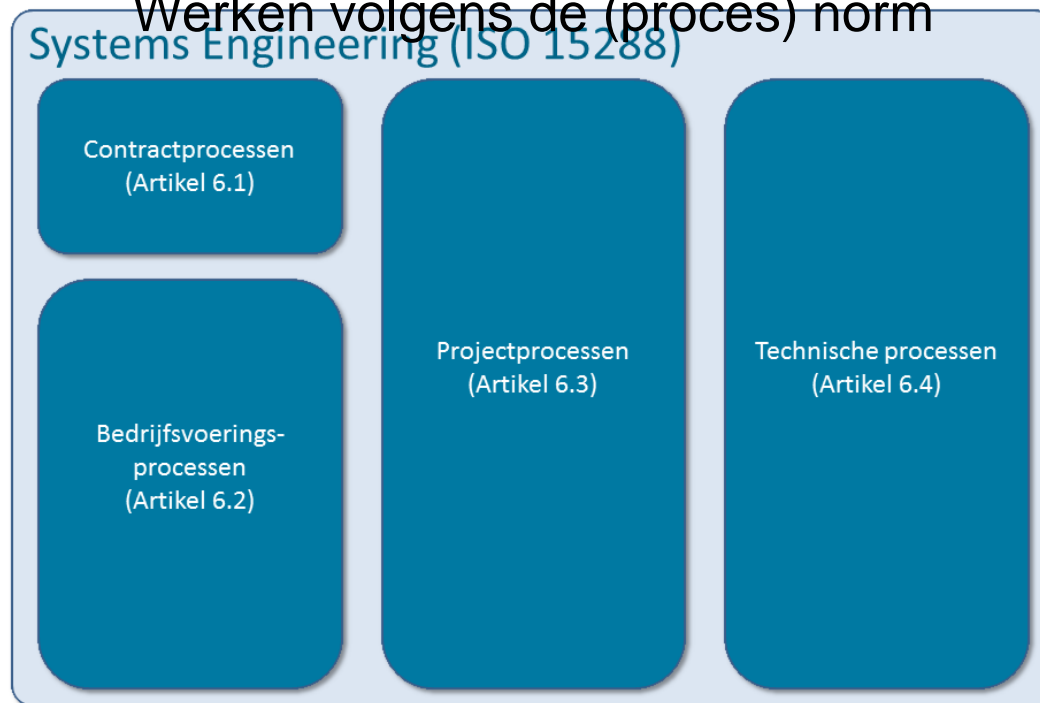 Werken volgens de (proces) norm
Systems Engineering (ISO 15288)
Contractprocessen
(Artikel 6.1)
Bedrijfsvoerings-
processen
(Artikel 6.2)
Projectprocessen
(Artikel 6.3)
Technische processen
(Artikel 6.4)